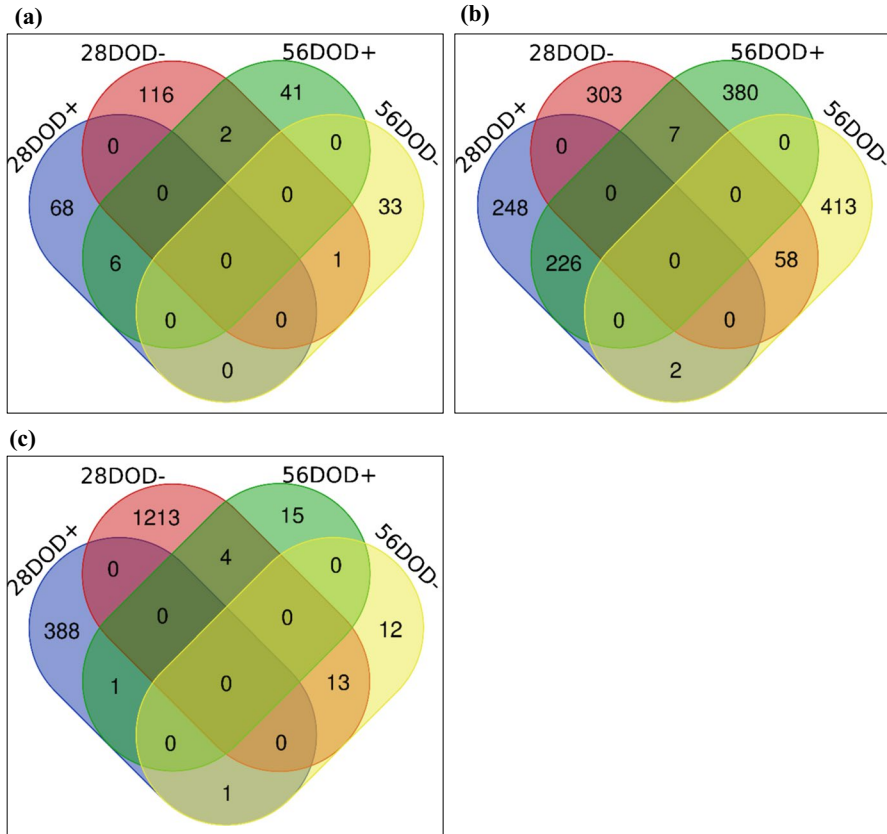 (a)
28DOD- 56DOD+
28DOD+ 56DOD-
116 41
0 2 0
68 0 0 33
6 0 1
0 0
0
(b)
28DOD- 56DOD+
28DOD+ 56DOD-
303 380
0 7 0
248 0 0 413
226 0 58
0 0
2
(c)
28DOD- 56DOD+
28DOD+ 56DOD-
1213 15
0 4 0
388 0 0 12
1 0 13
0 0
1